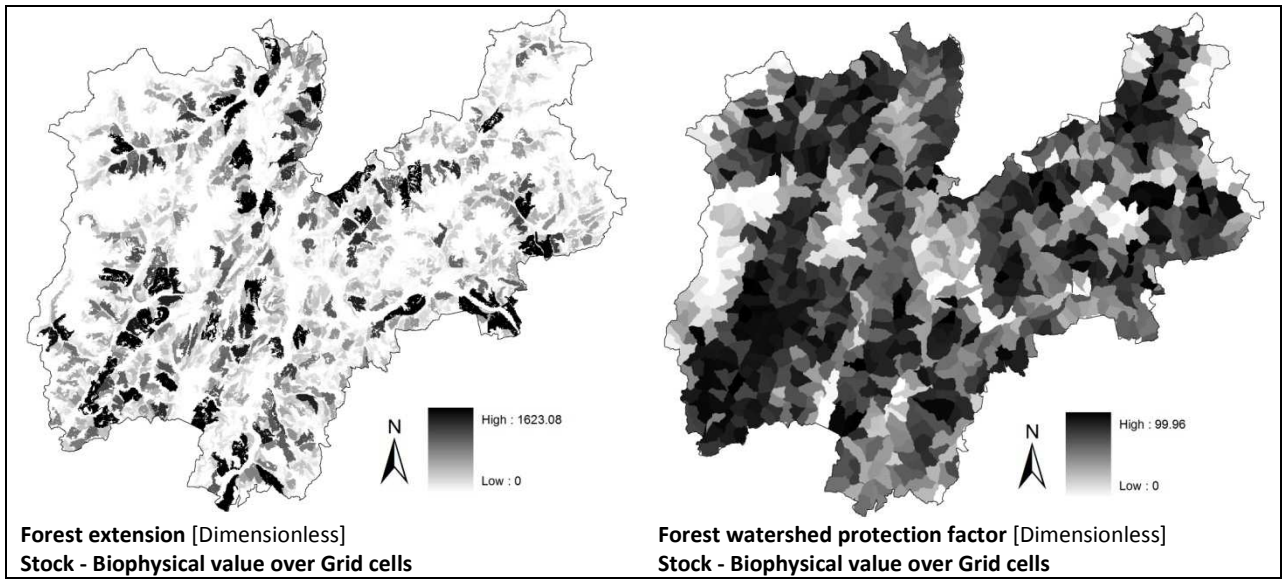 N
High : 1623.08
Low : 0
Forest extension [Dimensionless]
Stock - Biophysical value over Grid cells
N
High : 99.96
Low : 0
Forest watershed protection factor [Dimensionless]
Stock - Biophysical value over Grid cells